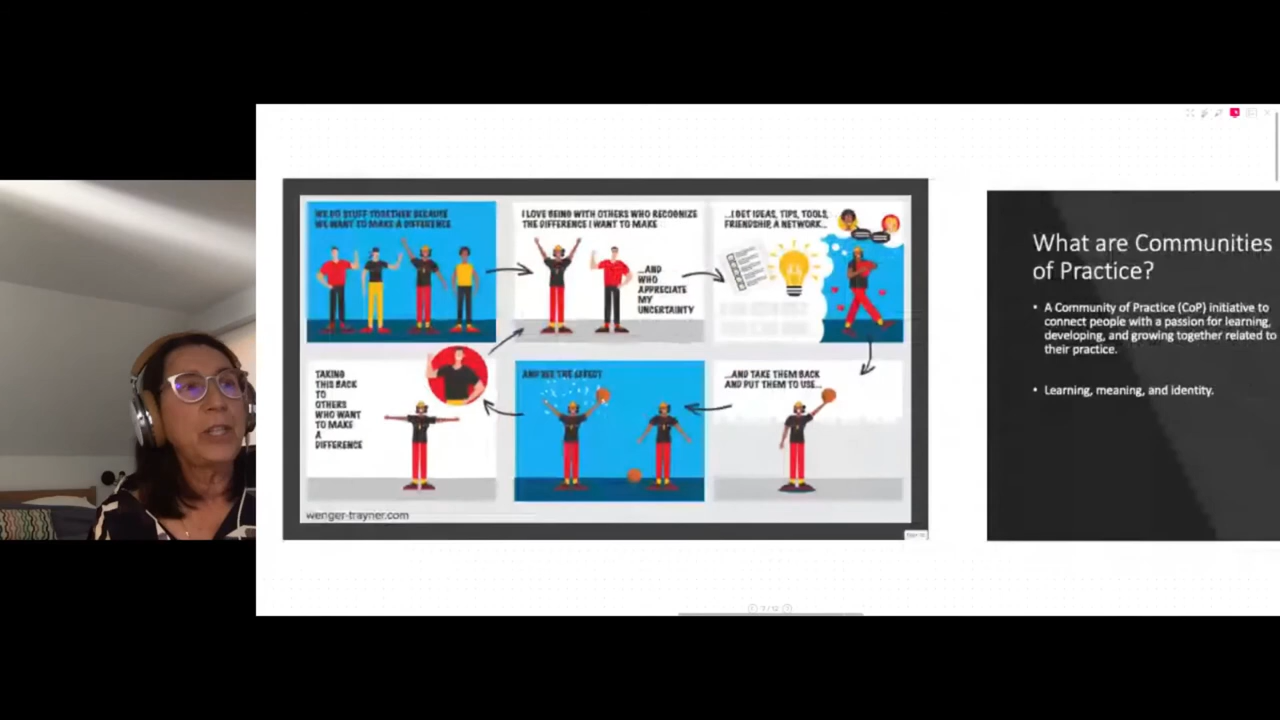 WE DO STUFF TOGETHER BECAUSE
WE WANT TO MAKE A DIFFERENCE
I LOVE BEING WITH OTHERS WHO RECOGNIZE
THE DIFFERENCE I WANT TO MAKE
...AND
WHO
APPRECIATE
MY
UNCERTAINTY
...I GET IDEAS, TIPS, TOOLS,
FRIENDSHIP, A NETWORK...
...AND TAKE THEM BACK
AND PUT THEM TO USE...
AND SEE THE EFFECT
TAKING
THIS BACK
TO
OTHERS
WHO WANT
TO MAKE
A
DIFFERENCE
wenger-trayner.com
What are Communities
of Practice?
• A Community of Practice (CoP) initiative to
connect people with a passion for learning,
developing, and growing together related to
their practice.
• Learning, meaning, and identity.